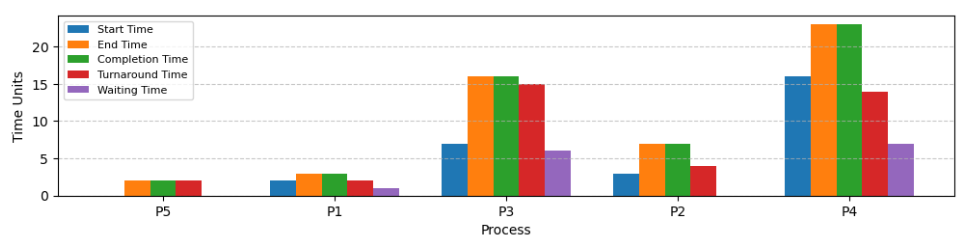 Start Time
End Time
Completion Time
Turnaround Time
Waiting Time
Time Units
20
15
10
5
0
P5 P1 P3 P2 P4
Process